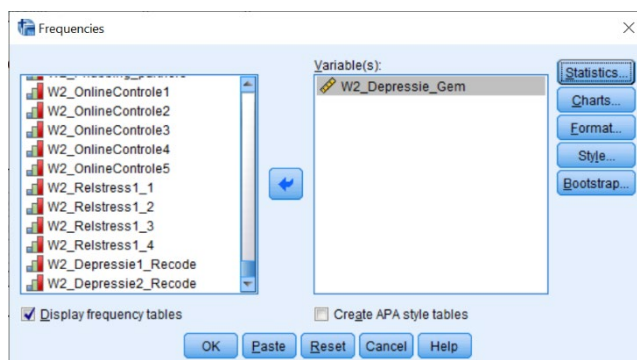 Frequencies
Variable(s):
W2_OnlineControle1
W2_OnlineControle2
W2_OnlineControle3
W2_OnlineControle4
W2_OnlineControle5
W2_Relstress1_1
W2_Relstress1_2
W2_Relstress1_3
W2_Relstress1_4
W2_Depressie1_Recode
W2_Depressie2_Recode
W2_Depressie_Gem
Statistics...
Charts...
Format...
Style...
Bootstrap...
Display frequency tables
Create APA style tables
OK Paste Reset Cancel Help